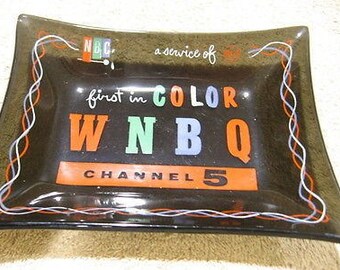 NBC
a service of
first in COLOR
WNBQ
CHANNEL 5